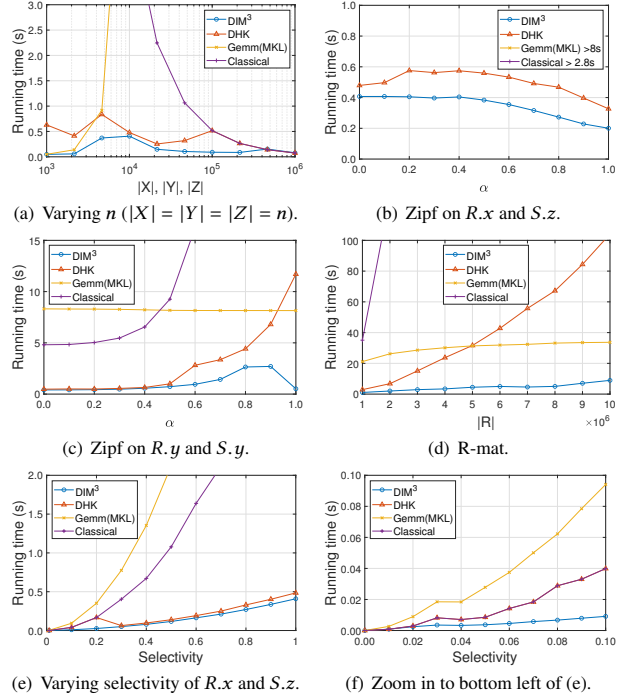 Running time (s)
3.0
2.5
2.0
1.5
1.0
0.5
0.0
10³
10⁴
10⁵
10⁶
|X|, |Y|, |Z|
DIM³
DHK
Gemm(MKL)
Classical
(a) Varying n (|X| = |Y| = |Z| = n).
Running time (s)
1.0
0.8
0.6
0.4
0.2
0.0
0.0
0.2
0.4
0.6
0.8
1.0
α
DIM³
DHK
Gemm(MKL) >8s
Classical > 2.8s
(b) Zipf on R.x and S.z.
Running time (s)
15
10
5
0
0.0
0.2
0.4
0.6
0.8
1.0
α
DIM³
DHK
Gemm(MKL)
Classical
(c) Zipf on R.y and S.y.
Running time (s)
100
80
60
40
20
0
1
2
3
4
5
6
7
8
9
10
|R|
×10⁶
DIM³
DHK
Gemm(MKL)
Classical
(d) R-mat.
Running time (s)
2.0
1.5
1.0
0.5
0.0
0
0.2
0.4
0.6
0.8
1
Selectivity
DIM³
DHK
Gemm(MKL)
Classical
(e) Varying selectivity of R.x and S.z.
Running time (s)
0.10
0.08
0.06
0.04
0.02
0.00
0.00
0.02
0.04
0.06
0.08
0.10
Selectivity
DIM³
DHK
Gemm(MKL)
Classical
(f) Zoom in to bottom left of (e).